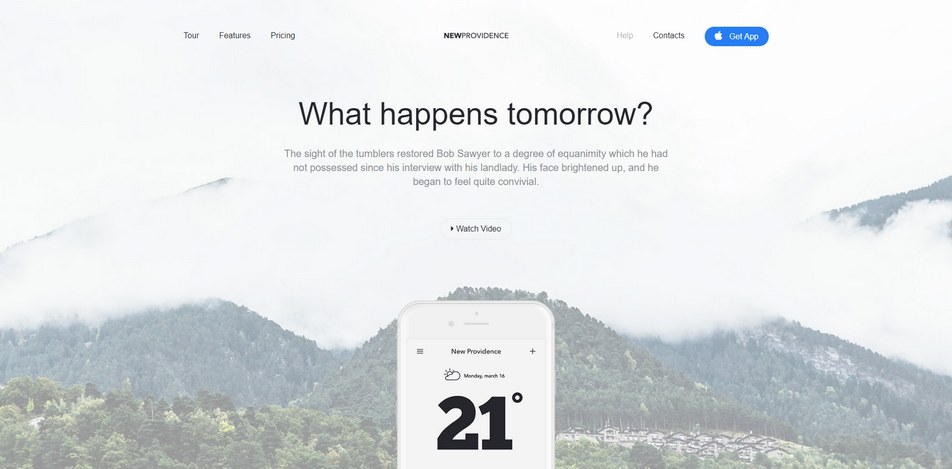 Tour Features Pricing NEWPROVIDENCE Help Contacts Get App
What happens tomorrow?
The sight of the tumblers restored Bob Sawyer to a degree of equanimity which he had
not possessed since his interview with his landlady. His face brightened up, and he
began to feel quite convivial.
Watch Video
New Providence
Monday, march 16
21°